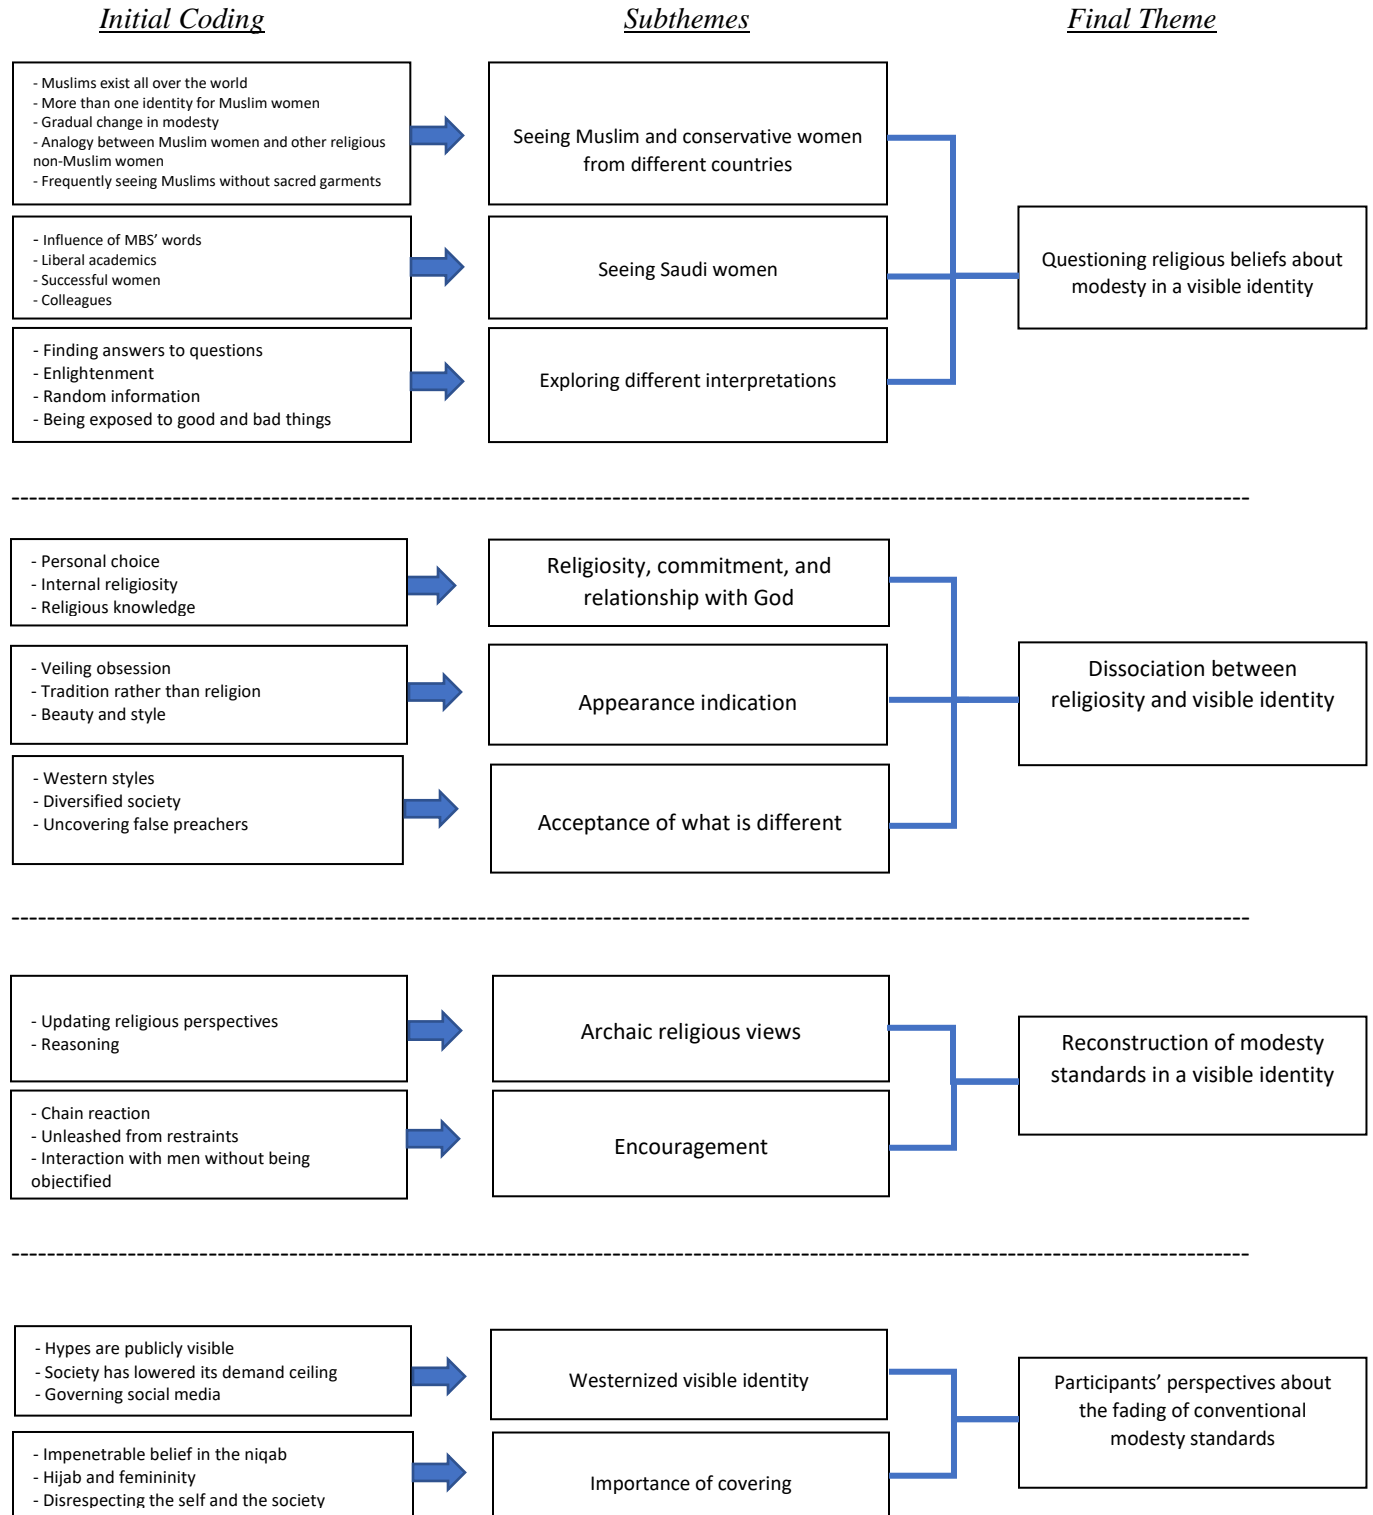 Initial Coding
Subthemes
Final Theme
- Muslims exist all over the world
- More than one identity for Muslim women
- Gradual change in modesty
- Analogy between Muslim women and other religious
non-Muslim women
- Frequently seeing Muslims without sacred garments
Seeing Muslim and conservative women
from different countries
- Influence of MBS’ words
- Liberal academics
- Successful women
- Colleagues
Seeing Saudi women
- Finding answers to questions
- Enlightenment
- Random information
- Being exposed to good and bad things
Exploring different interpretations
Questioning religious beliefs about
modesty in a visible identity
- Personal choice
- Internal religiosity
- Religious knowledge
Religiosity, commitment, and
relationship with God
- Veiling obsession
- Tradition rather than religion
- Beauty and style
Appearance indication
- Western styles
- Diversified society
- Uncovering false preachers
Acceptance of what is different
Dissociation between
religiosity and visible identity
- Updating religious perspectives
- Reasoning
Archaic religious views
- Chain reaction
- Unleashed from restraints
- Interaction with men without being
objectified
Encouragement
Reconstruction of modesty
standards in a visible identity
- Hypes are publicly visible
- Society has lowered its demand ceiling
- Governing social media
Westernized visible identity
- Impenetrable belief in the niqab
- Hijab and femininity
- Disrespecting the self and the society
Importance of covering
Participants’ perspectives about
the fading of conventional
modesty standards